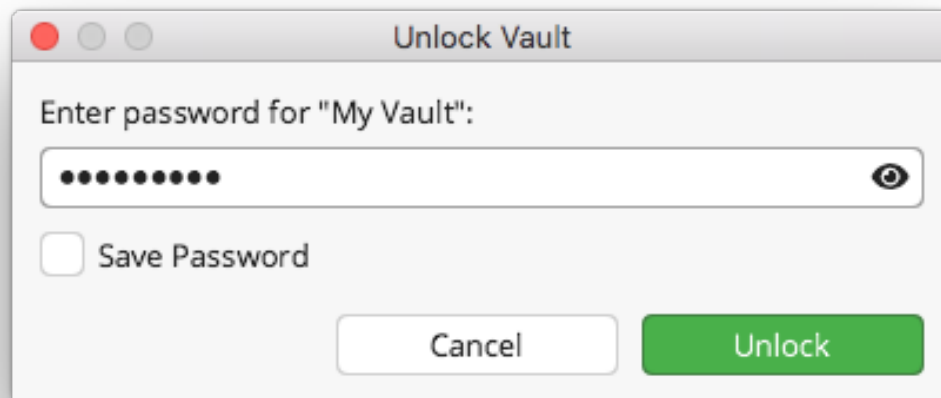 Unlock Vault
Enter password for "My Vault":
•••••••••
Save Password
Cancel
Unlock